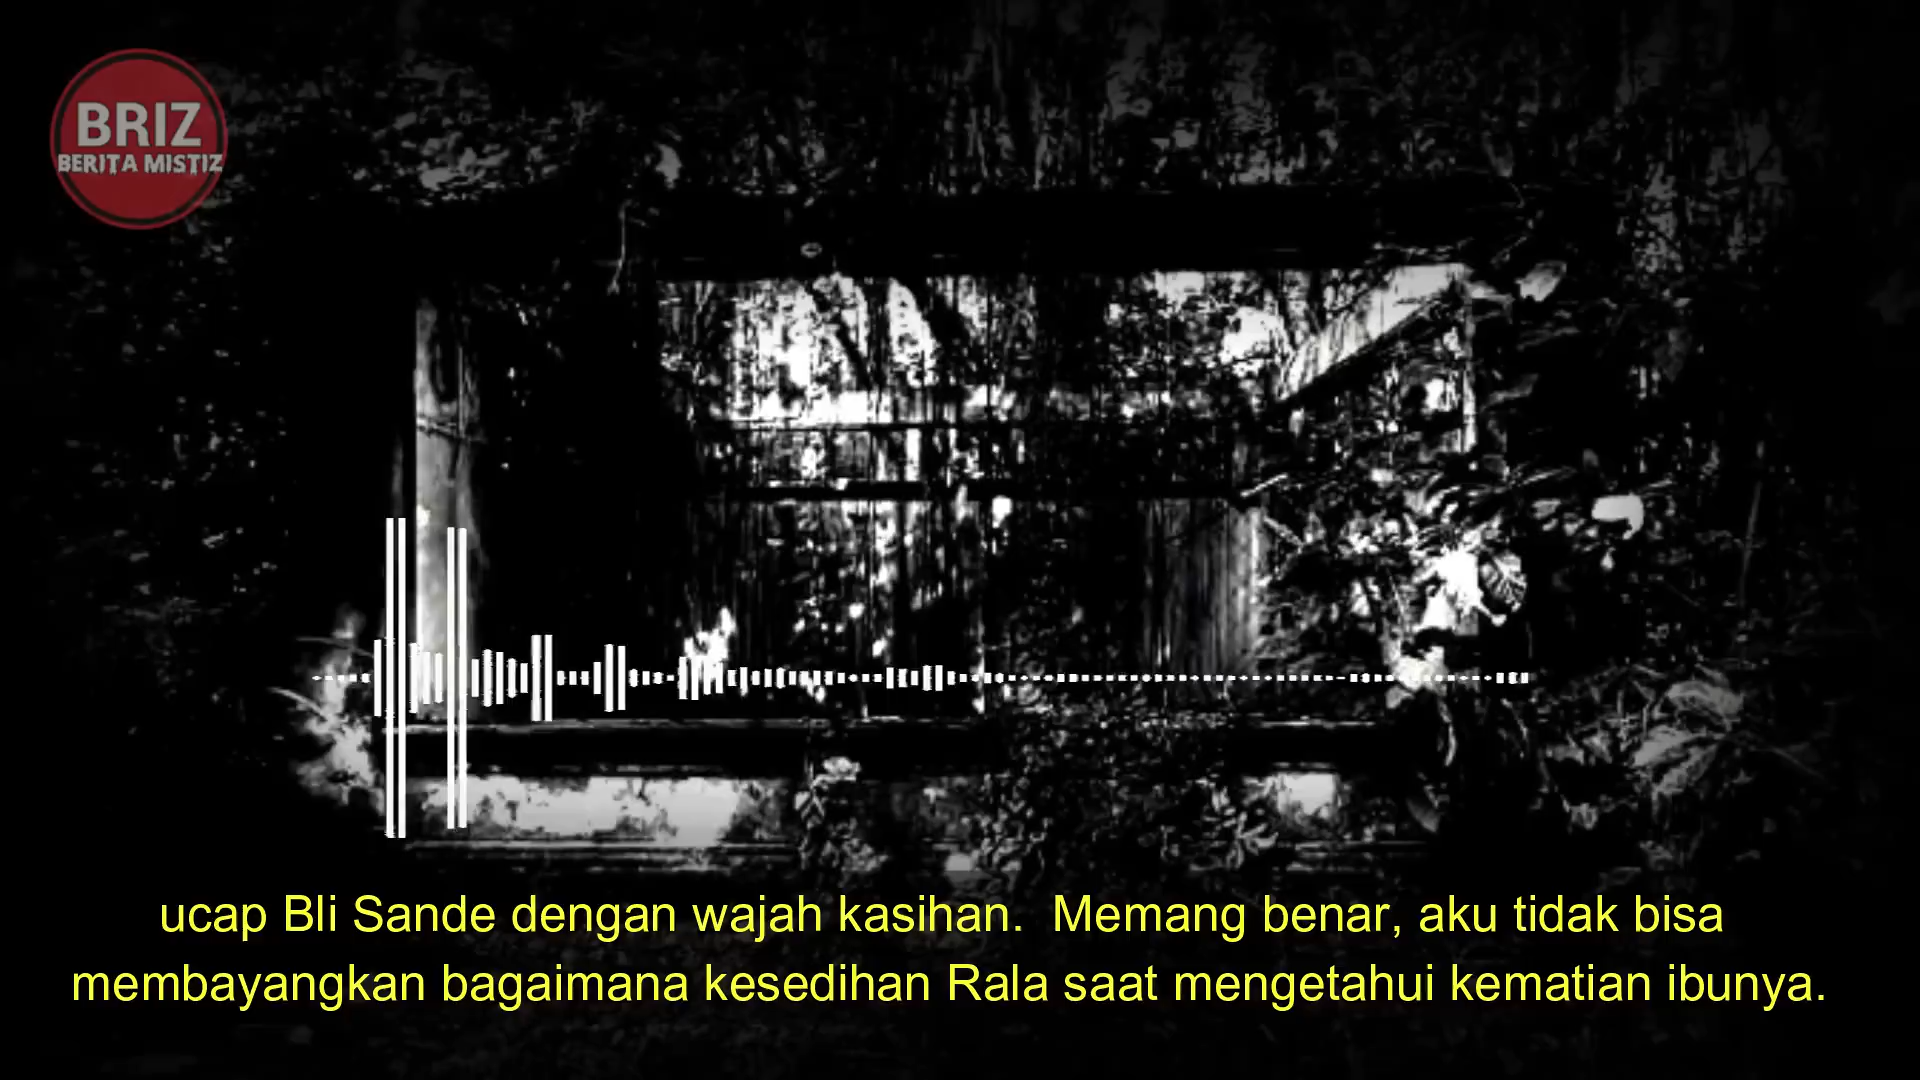 BRIZ
BERITA MISTIZ
ucap Bli Sande dengan wajah kasihan.  Memang benar, aku tidak bisa
membayangkan bagaimana kesedihan Rala saat mengetahui kematian ibunya.